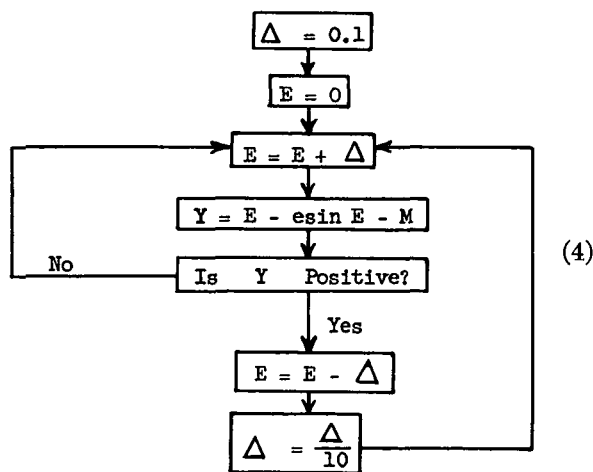 Δ = 0.1
E = 0
E = E + Δ
Y = E - esin E - M
No
Is Y Positive?
(4)
Yes
E = E - Δ
Δ = Δ/10